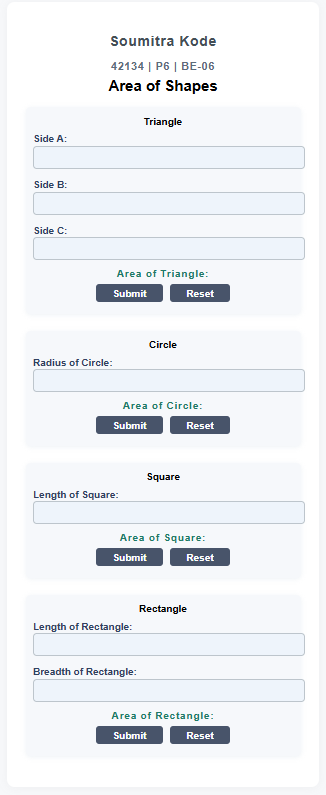 Soumitra Kode
42134 | P6 | BE-06
Area of Shapes
Triangle
Side A:
Side B:
Side C:
Area of Triangle:
Submit Reset
Circle
Radius of Circle:
Area of Circle:
Submit Reset
Square
Length of Square:
Area of Square:
Submit Reset
Rectangle
Length of Rectangle:
Breadth of Rectangle:
Area of Rectangle:
Submit Reset